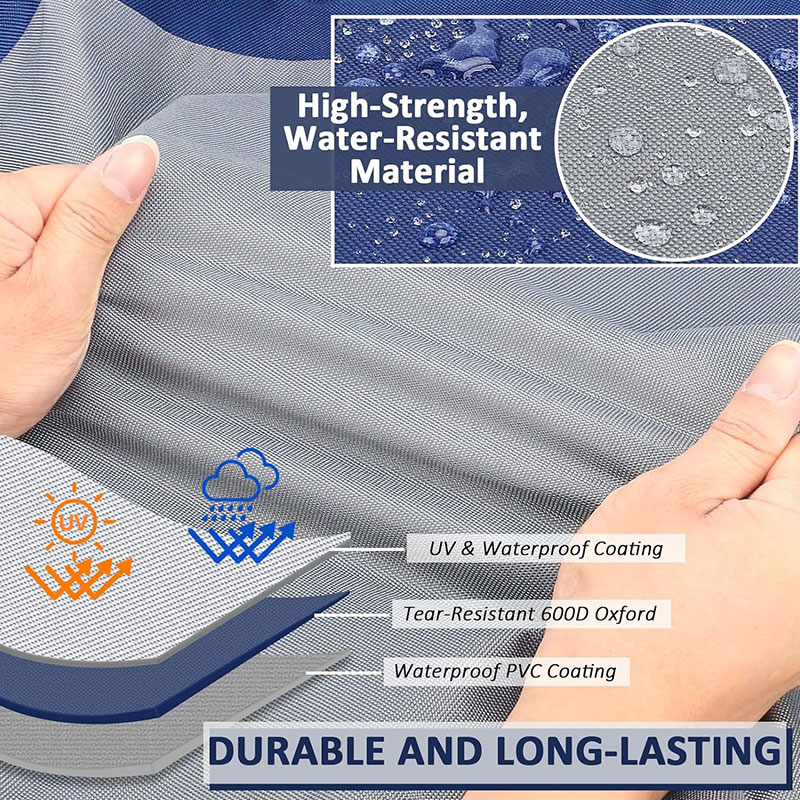 High-Strength,
Water-Resistant
Material
UV
UV & Waterproof Coating
Tear-Resistant 600D Oxford
Waterproof PVC Coating
DURABLE AND LONG-LASTING